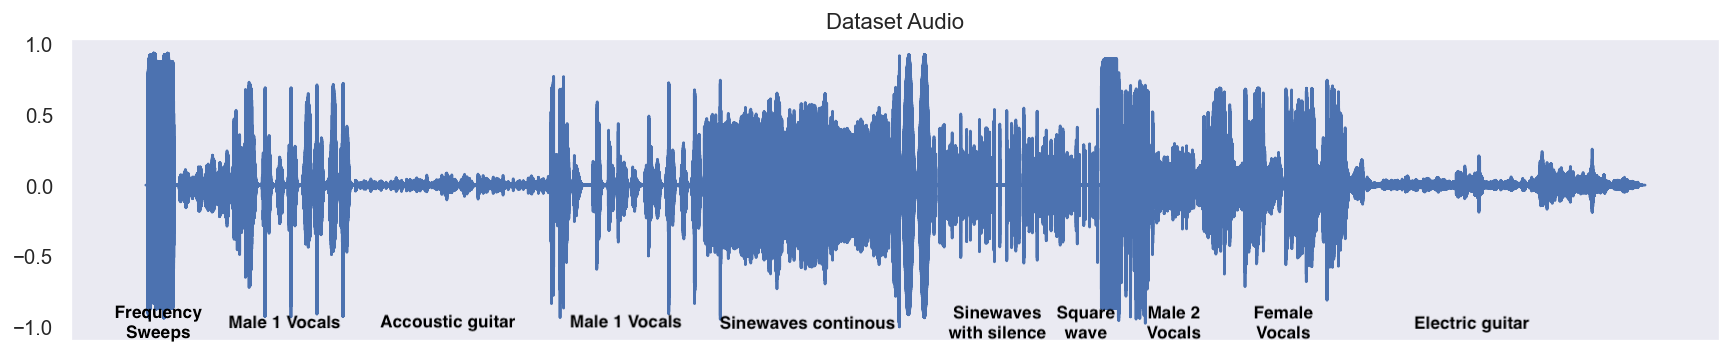 Dataset Audio
1.0
0.5
0.0
−0.5
−1.0
Frequency
Sweeps
Male 1 Vocals
Accoustic guitar
Male 1 Vocals
Sinewaves continous
Sinewaves
with silence
Square
wave
Male 2
Vocals
Female
Vocals
Electric guitar